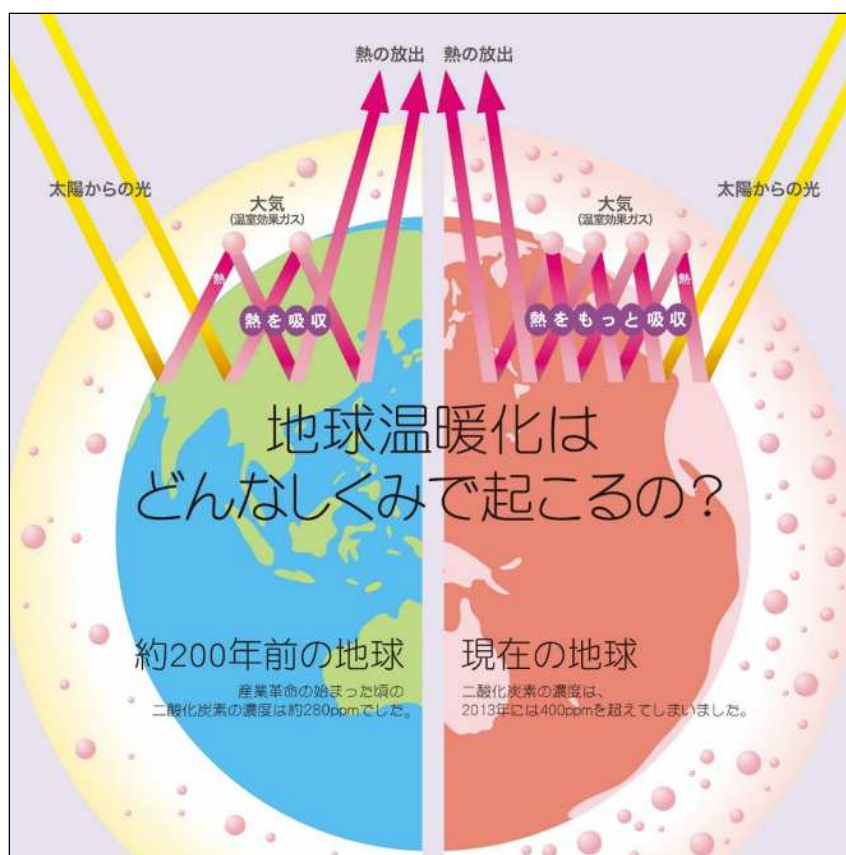 熱の放出
熱の放出
太陽からの光
太陽からの光
大気
(温室効果ガス)
大気
(温室効果ガス)
熱
熱
熱を吸収
熱をもっと吸収
地球温暖化は
どんなしくみで起こるの?
約200年前の地球
産業革命の始まった頃の
二酸化炭素の濃度は約280ppmでした。
現在の地球
二酸化炭素の濃度は、
2013年には400ppmを超えてしまいました。